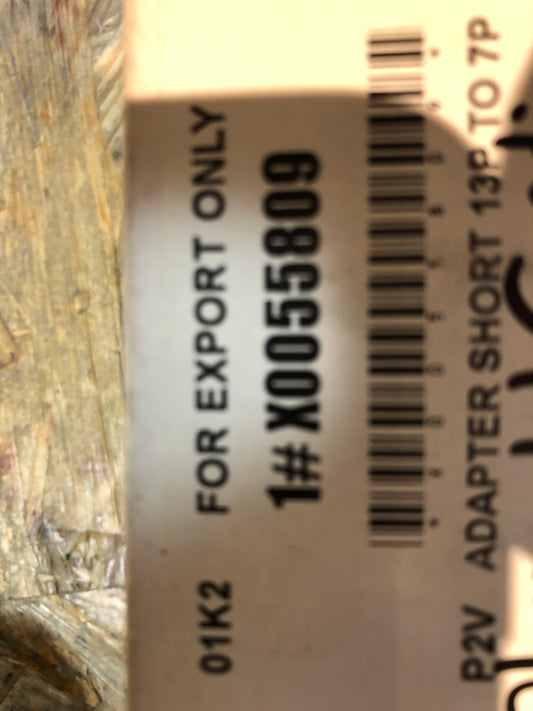 01K2 FOR EXPORT ONLY
1# X0055809
P2V ADAPTER SHORT 13P TO 7P